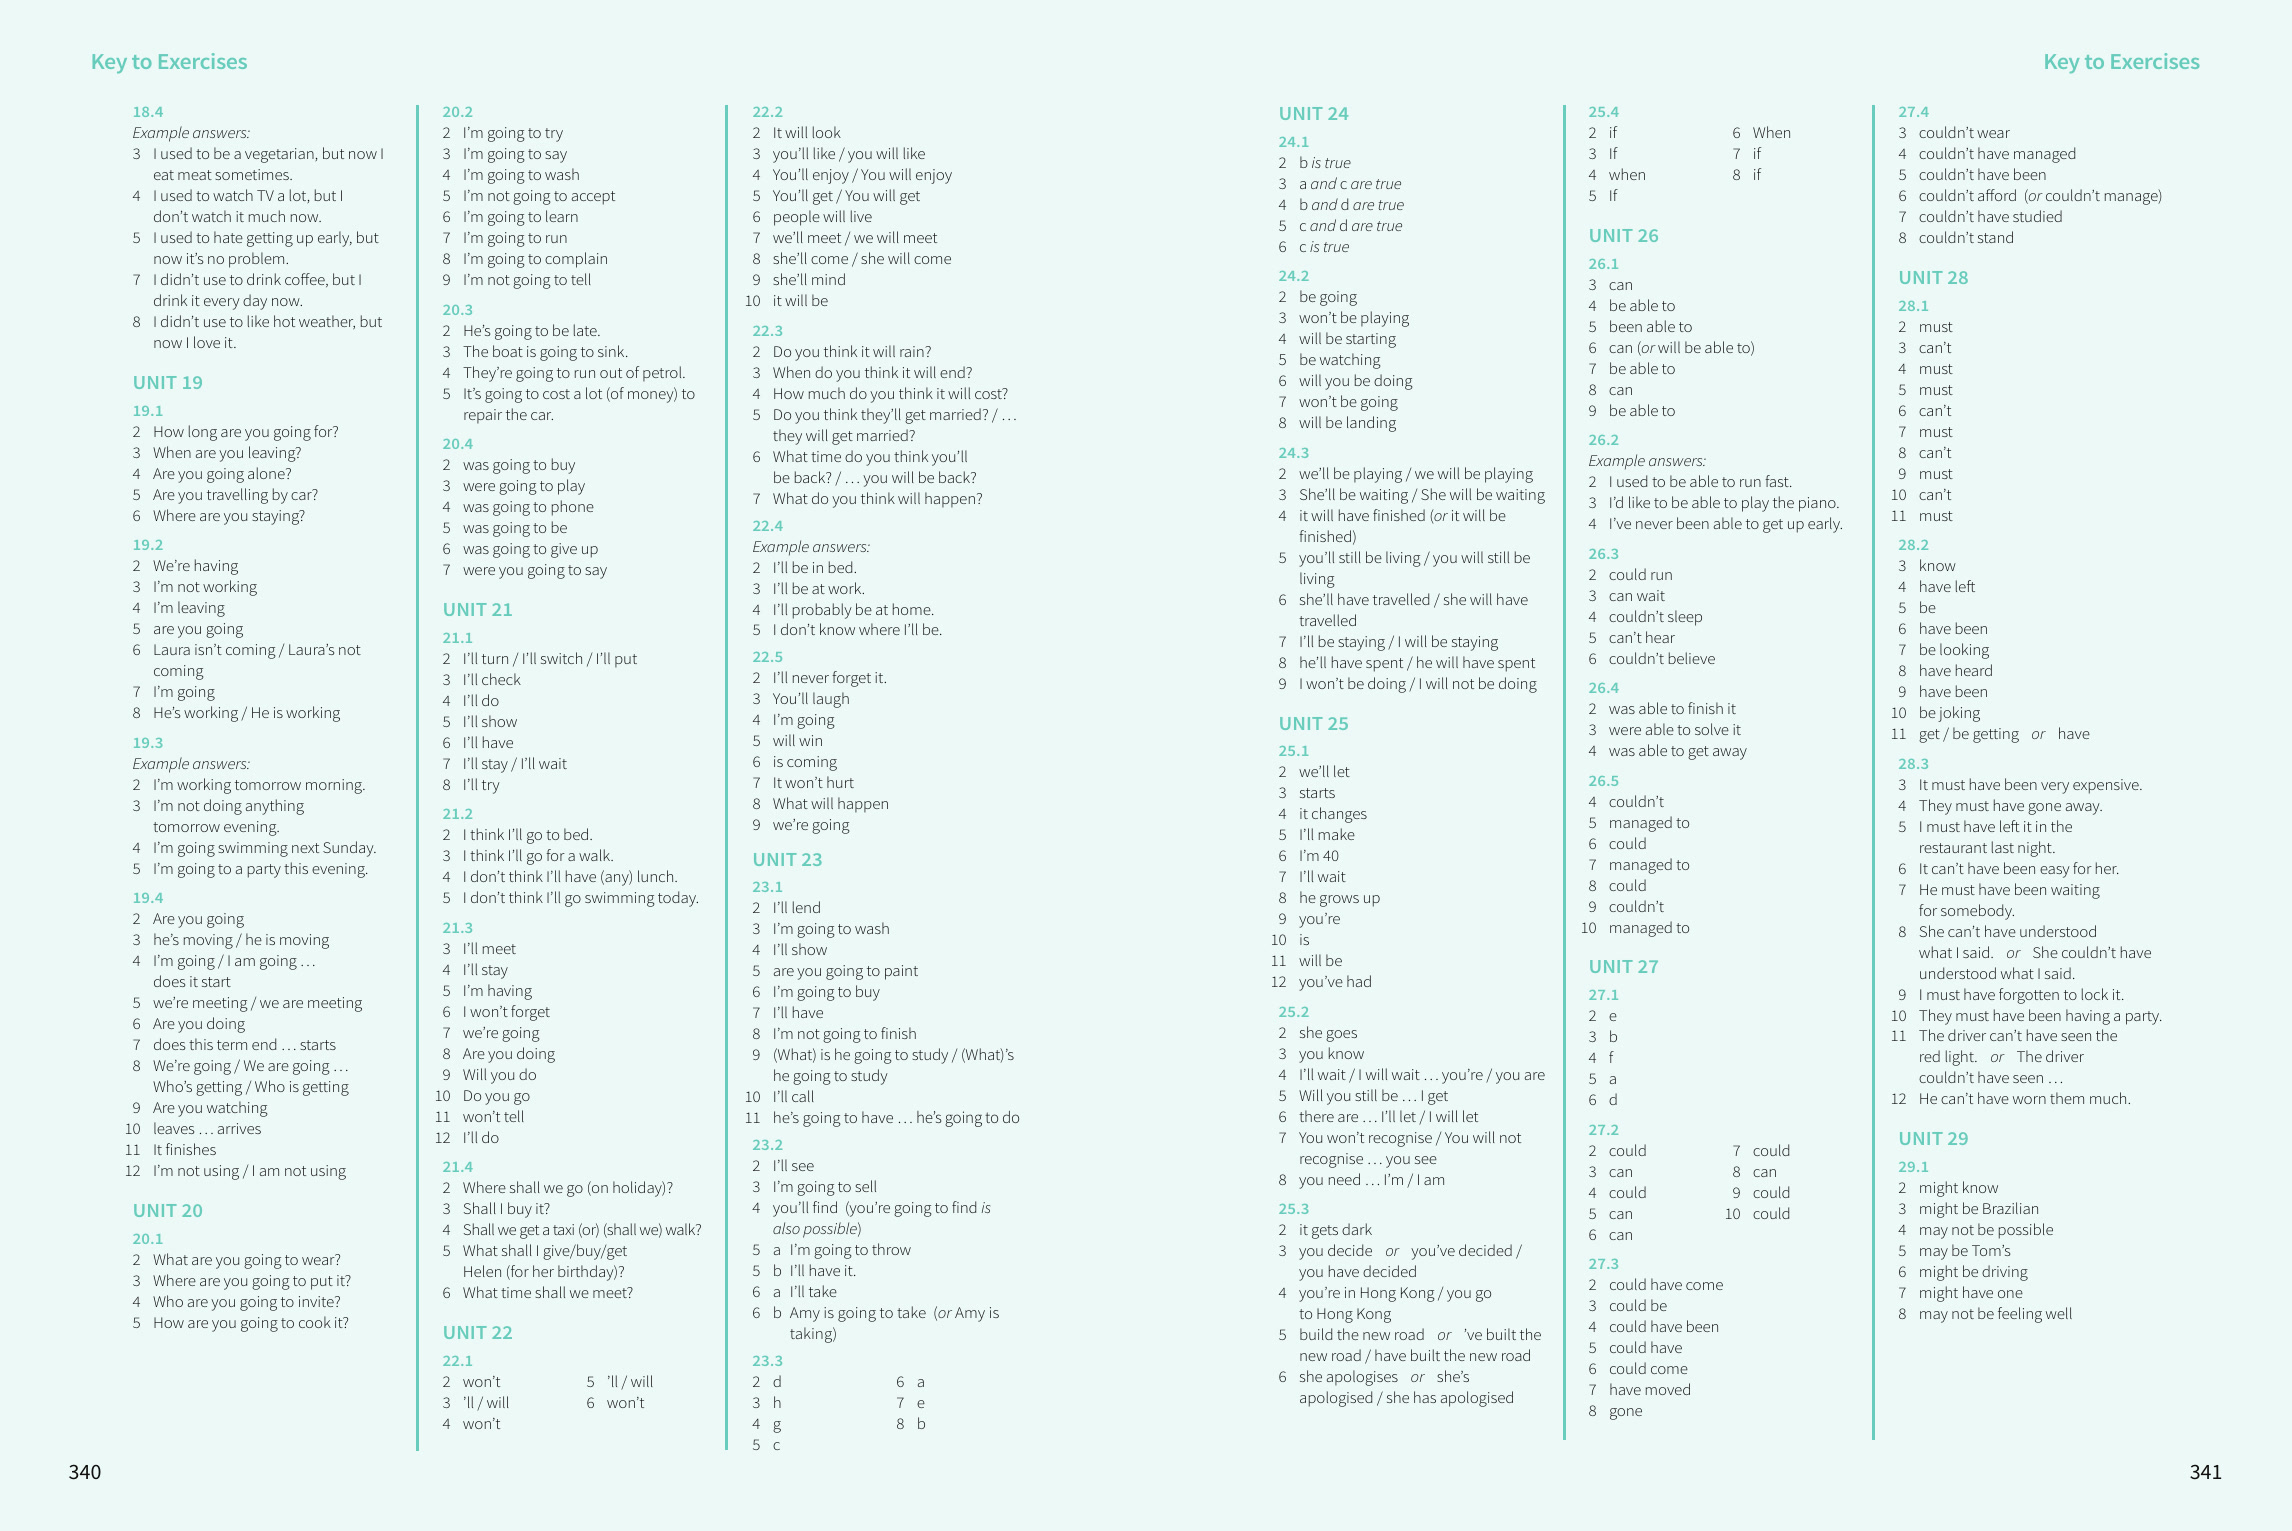 Key to Exercises
18.4
Example answers:
3 I used to be a vegetarian, but now I
eat meat sometimes.
4 I used to watch TV a lot, but I
don’t watch it much now.
5 I used to hate getting up early, but
now it’s no problem.
7 I didn’t use to drink coffee, but I
drink it every day now.
8 I didn’t use to like hot weather, but
now I love it.
UNIT 19
19.1
2 How long are you going for?
3 When are you leaving?
4 Are you going alone?
5 Are you travelling by car?
6 Where are you staying?
19.2
2 We’re having
3 I’m not working
4 I’m leaving
5 are you going
6 Laura isn’t coming / Laura’s not
coming
7 I’m going
8 He’s working / He is working
19.3
Example answers:
2 I’m working tomorrow morning.
3 I’m not doing anything
tomorrow evening.
4 I’m going swimming next Sunday.
5 I’m going to a party this evening.
19.4
2 Are you going
3 he’s moving / he is moving
4 I’m going / I am going …
does it start
5 we’re meeting / we are meeting
6 Are you doing
7 does this term end … starts
8 We’re going / We are going …
Who’s getting / Who is getting
9 Are you watching
10 leaves … arrives
11 It finishes
12 I’m not using / I am not using
UNIT 20
20.1
2 What are you going to wear?
3 Where are you going to put it?
4 Who are you going to invite?
5 How are you going to cook it?
20.2
2 I’m going to try
3 I’m going to say
4 I’m going to wash
5 I’m not going to accept
6 I’m going to learn
7 I’m going to run
8 I’m going to complain
9 I’m not going to tell
20.3
2 He’s going to be late.
3 The boat is going to sink.
4 They’re going to run out of petrol.
5 It’s going to cost a lot (of money) to
repair the car.
20.4
2 was going to buy
3 were going to play
4 was going to phone
5 was going to be
6 was going to give up
7 were you going to say
UNIT 21
21.1
2 I’ll turn / I’ll switch / I’ll put
3 I’ll check
4 I’ll do
5 I’ll show
6 I’ll have
7 I’ll stay / I’ll wait
8 I’ll try
21.2
2 I think I’ll go to bed.
3 I think I’ll go for a walk.
4 I don’t think I’ll have (any) lunch.
5 I don’t think I’ll go swimming today.
21.3
3 I’ll meet
4 I’ll stay
5 I’m having
6 I won’t forget
7 we’re going
8 Are you doing
9 Will you do
10 Do you go
11 won’t tell
12 I’ll do
21.4
2 Where shall we go (on holiday)?
3 Shall I buy it?
4 Shall we get a taxi (or) (shall we) walk?
5 What shall I give/buy/get
Helen (for her birthday)?
6 What time shall we meet?
UNIT 22
22.1
2 won’t 5 ’ll / will
3 ’ll / will 6 won’t
4 won’t
22.2
2 It will look
3 you’ll like / you will like
4 You’ll enjoy / You will enjoy
5 You’ll get / You will get
6 people will live
7 we’ll meet / we will meet
8 she’ll come / she will come
9 she’ll mind
10 it will be
22.3
2 Do you think it will rain?
3 When do you think it will end?
4 How much do you think it will cost?
5 Do you think they’ll get married? / …
they will get married?
6 What time do you think you’ll
be back? / … you will be back?
7 What do you think will happen?
22.4
Example answers:
2 I’ll be in bed.
3 I’ll be at work.
4 I’ll probably be at home.
5 I don’t know where I’ll be.
22.5
2 I’ll never forget it.
3 You’ll laugh
4 I’m going
5 will win
6 is coming
7 It won’t hurt
8 What will happen
9 we’re going
UNIT 23
23.1
2 I’ll lend
3 I’m going to wash
4 I’ll show
5 are you going to paint
6 I’m going to buy
7 I’ll have
8 I’m not going to finish
9 (What) is he going to study / (What)’s
he going to study
10 I’ll call
11 he’s going to have … he’s going to do
23.2
2 I’ll see
3 I’m going to sell
4 you’ll find (you’re going to find is
also possible)
5 a I’m going to throw
5 b I’ll have it.
6 a I’ll take
6 b Amy is going to take (or Amy is
taking)
23.3
2 d 6 a
3 h 7 e
4 g 8 b
5 c
340
Key to Exercises
UNIT 24
24.1
2 b is true
3 a and c are true
4 b and d are true
5 c and d are true
6 c is true
24.2
2 be going
3 won’t be playing
4 will be starting
5 be watching
6 will you be doing
7 won’t be going
8 will be landing
24.3
2 we’ll be playing / we will be playing
3 She’ll be waiting / She will be waiting
4 it will have finished (or it will be
finished)
5 you’ll still be living / you will still be
living
6 she’ll have travelled / she will have
travelled
7 I’ll be staying / I will be staying
8 he’ll have spent / he will have spent
9 I won’t be doing / I will not be doing
UNIT 25
25.1
2 we’ll let
3 starts
4 it changes
5 I’ll make
6 I’m 40
7 I’ll wait
8 he grows up
9 you’re
10 is
11 will be
12 you’ve had
25.2
2 she goes
3 you know
4 I’ll wait / I will wait … you’re / you are
5 Will you still be … I get
6 there are … I’ll let / I will let
7 You won’t recognise / You will not
recognise … you see
8 you need … I’m / I am
25.3
2 it gets dark
3 you decide or you’ve decided /
you have decided
4 you’re in Hong Kong / you go
to Hong Kong
5 build the new road or ’ve built the
new road / have built the new road
6 she apologises or she’s
apologised / she has apologised
25.4
2 if 6 When
3 If 7 if
4 when 8 if
5 If
UNIT 26
26.1
3 can
4 be able to
5 been able to
6 can (or will be able to)
7 be able to
8 can
9 be able to
26.2
Example answers:
2 I used to be able to run fast.
3 I’d like to be able to play the piano.
4 I’ve never been able to get up early.
26.3
2 could run
3 can wait
4 couldn’t sleep
5 can’t hear
6 couldn’t believe
26.4
2 was able to finish it
3 were able to solve it
4 was able to get away
26.5
4 couldn’t
5 managed to
6 could
7 managed to
8 could
9 couldn’t
10 managed to
UNIT 27
27.1
2 e
3 b
4 f
5 a
6 d
27.2
2 could 7 could
3 can 8 can
4 could 9 could
5 can 10 could
6 can
27.3
2 could have come
3 could be
4 could have been
5 could have
6 could come
7 have moved
8 gone
27.4
3 couldn’t wear
4 couldn’t have managed
5 couldn’t have been
6 couldn’t afford (or couldn’t manage)
7 couldn’t have studied
8 couldn’t stand
UNIT 28
28.1
2 must
3 can’t
4 must
5 must
6 can’t
7 must
8 can’t
9 must
10 can’t
11 must
28.2
3 know
4 have left
5 be
6 have been
7 be looking
8 have heard
9 have been
10 be joking
11 get / be getting or have
28.3
3 It must have been very expensive.
4 They must have gone away.
5 I must have left it in the
restaurant last night.
6 It can’t have been easy for her.
7 He must have been waiting
for somebody.
8 She can’t have understood
what I said. or She couldn’t have
understood what I said.
9 I must have forgotten to lock it.
10 They must have been having a party.
11 The driver can’t have seen the
red light. or The driver
couldn’t have seen …
12 He can’t have worn them much.
UNIT 29
29.1
2 might know
3 might be Brazilian
4 may not be possible
5 may be Tom’s
6 might be driving
7 might have one
8 may not be feeling well
341